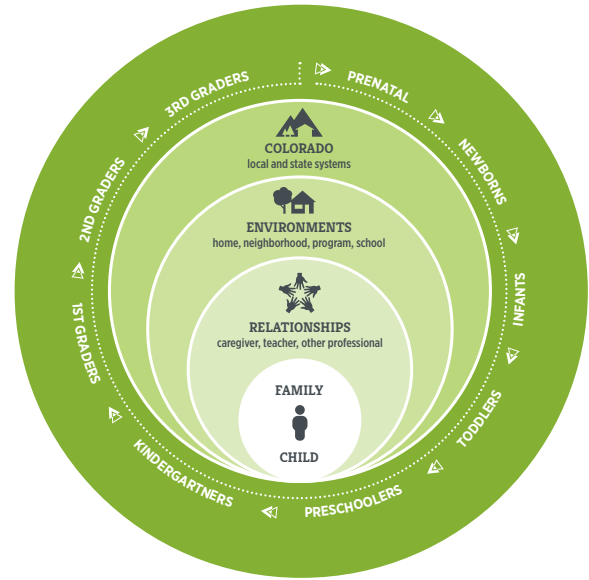 PRENATAL
NEWBORNS
INFANTS
TODDLERS
PRESCHOOLERS
KINDERGARTNERS
1ST GRADERS
2ND GRADERS
3RD GRADERS
COLORADO
local and state systems
ENVIRONMENTS
home, neighborhood, program, school
RELATIONSHIPS
caregiver, teacher, other professional
FAMILY
CHILD